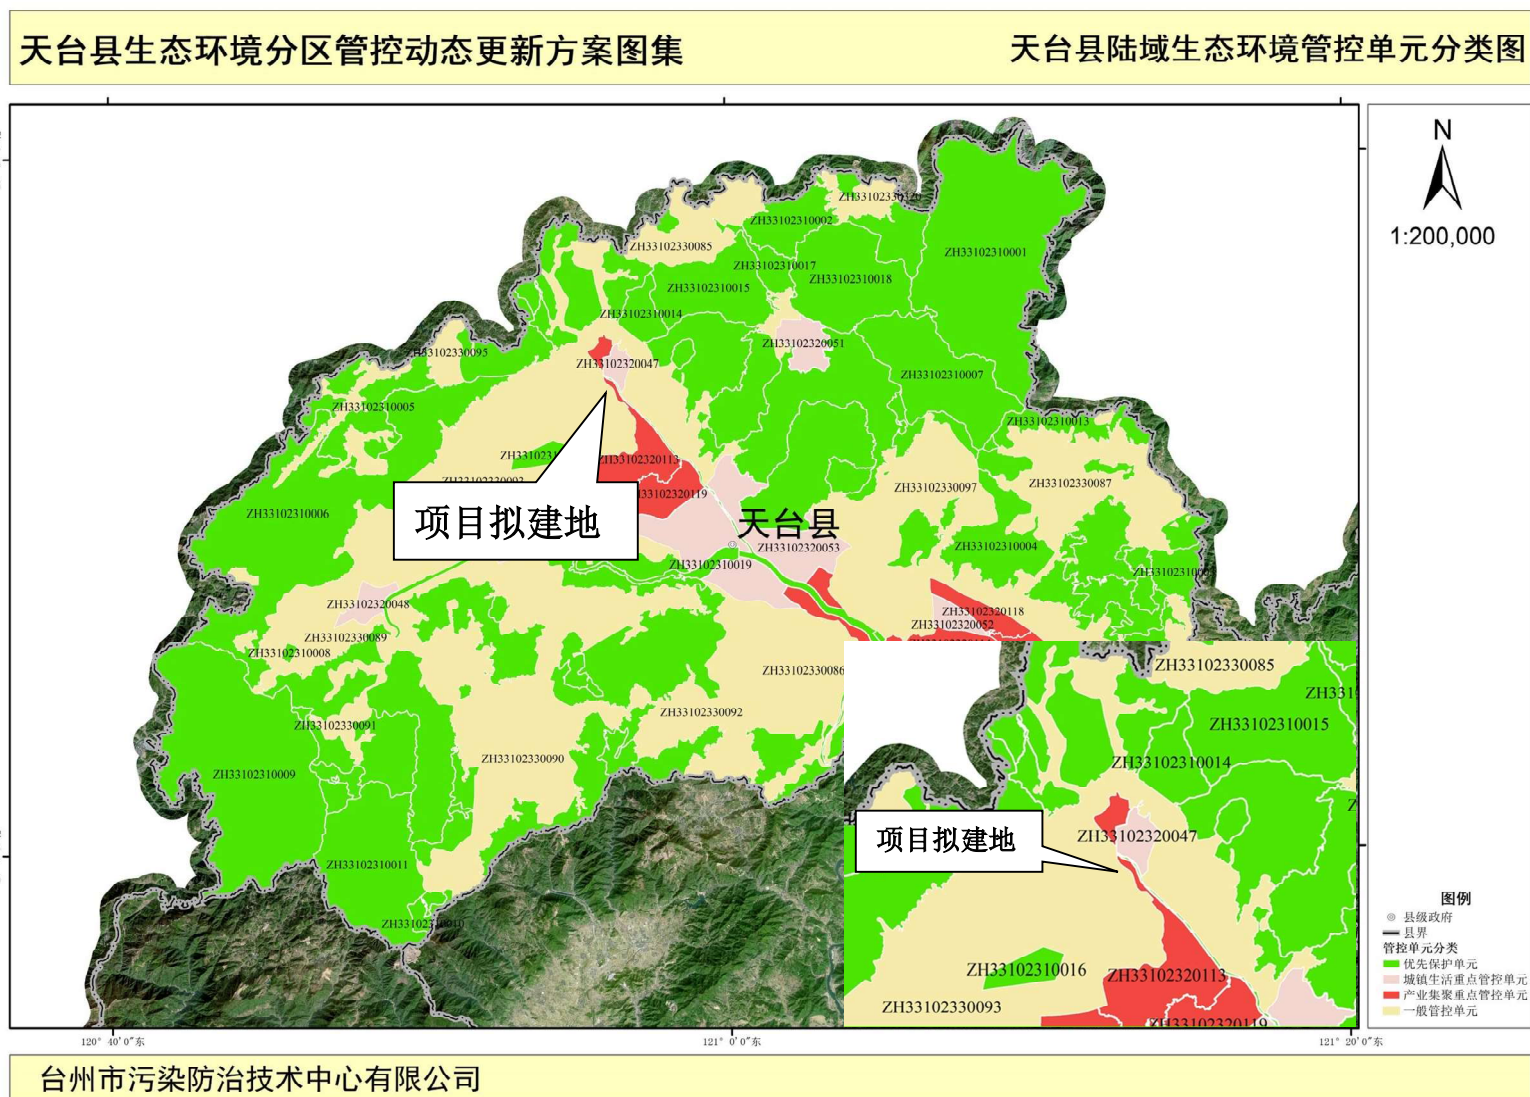 天台县生态环境分区管控动态更新方案图集
天台县陆域生态环境管控单元分类图
N
1:200,000
ZH33102330120
ZH33102310002
ZH33102330085
ZH33102310001
ZH33102310017
ZH33102310018
ZH33102310015
ZH33102310014
ZH33102320051
ZH33102330095
ZH33102320047
ZH33102310007
ZH33102310005
ZH33102310013
ZH33102320113
ZH33102330087
ZH33102330097
ZH33102310006
项目拟建地
天台县
ZH33102320053
ZH33102310004
ZH33102310019
ZH33102320048
ZH33102320118
ZH33102320052
ZH33102330089
ZH33102310008
ZH33102330086
ZH33102330092
ZH33102330091
ZH33102330090
ZH33102310009
ZH33102310011
ZH33102330085
ZH33102310015
ZH33102310014
ZH33102320047
项目拟建地
ZH33102310016
ZH33102320113
ZH33102330093
ZH33102320119
图例
县级政府
县界
管控单元分类
优先保护单元
城镇生活重点管控单元
产业集聚重点管控单元
一般管控单元
120° 40'0"东
121° 0'0"东
121° 20'0"东
台州市污染防治技术中心有限公司